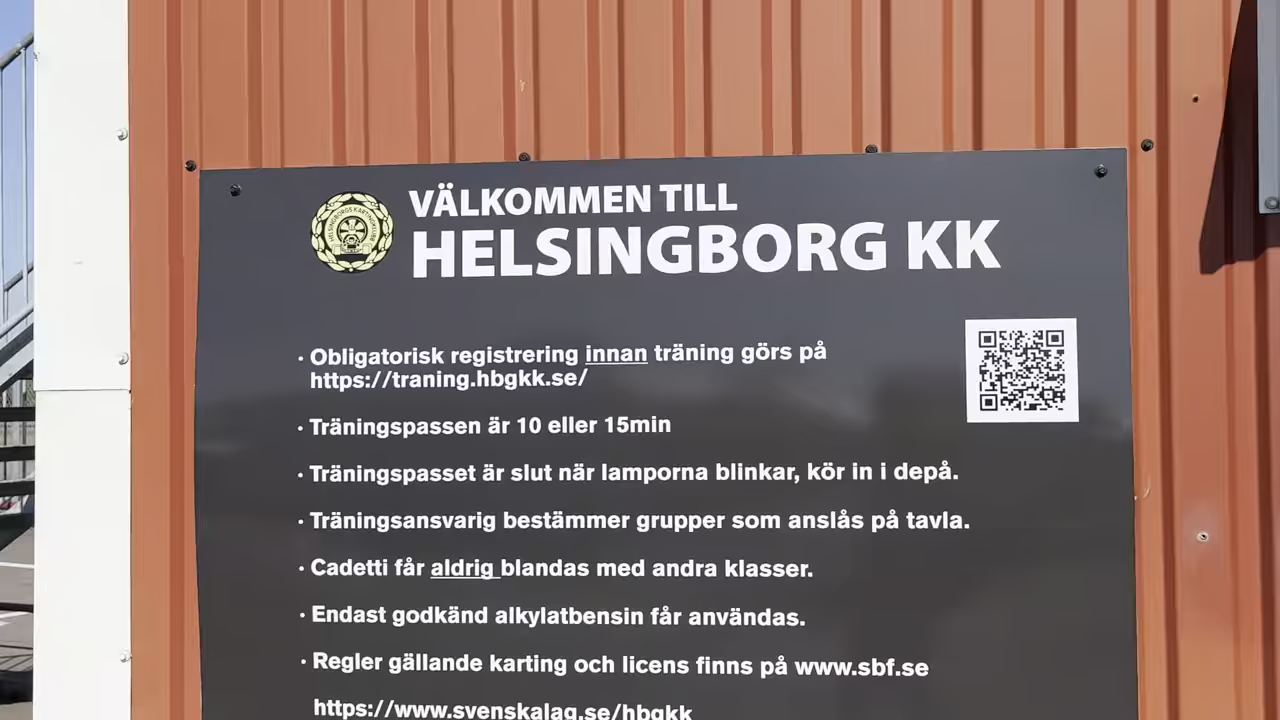 VÄLKOMMEN TILL
HELSINGBORG KK
HELSINGBORGS KARTINGKLUBB
· Obligatorisk registrering innan träning görs på
https://traning.hbgkk.se/
· Träningspassen är 10 eller 15min
· Träningspasset är slut när lamporna blinkar, kör in i depå.
· Träningsansvarig bestämmer grupper som anslås på tavla.
· Cadetti får aldrig blandas med andra klasser.
· Endast godkänd alkylatbensin får användas.
· Regler gällande karting och licens finns på www.sbf.se
https://www.svenskalag.se/hbgkk